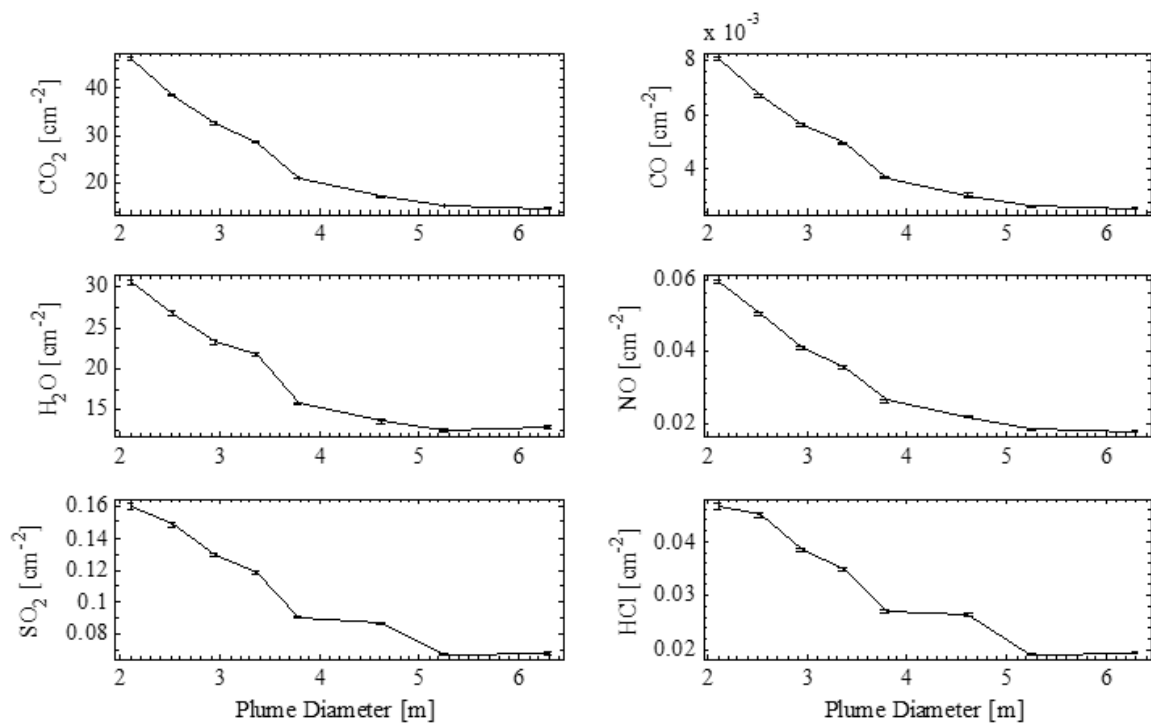 x 10⁻³
CO₂ [cm⁻²]
40
30
20
2 3 4 5 6
CO [cm⁻²]
8
6
4
2 3 4 5 6
H₂O [cm⁻²]
30
25
20
15
2 3 4 5 6
NO [cm⁻²]
0.06
0.04
0.02
2 3 4 5 6
SO₂ [cm⁻²]
0.16
0.14
0.12
0.1
0.08
2 3 4 5 6
Plume Diameter [m]
HCl [cm⁻²]
0.04
0.03
0.02
2 3 4 5 6
Plume Diameter [m]